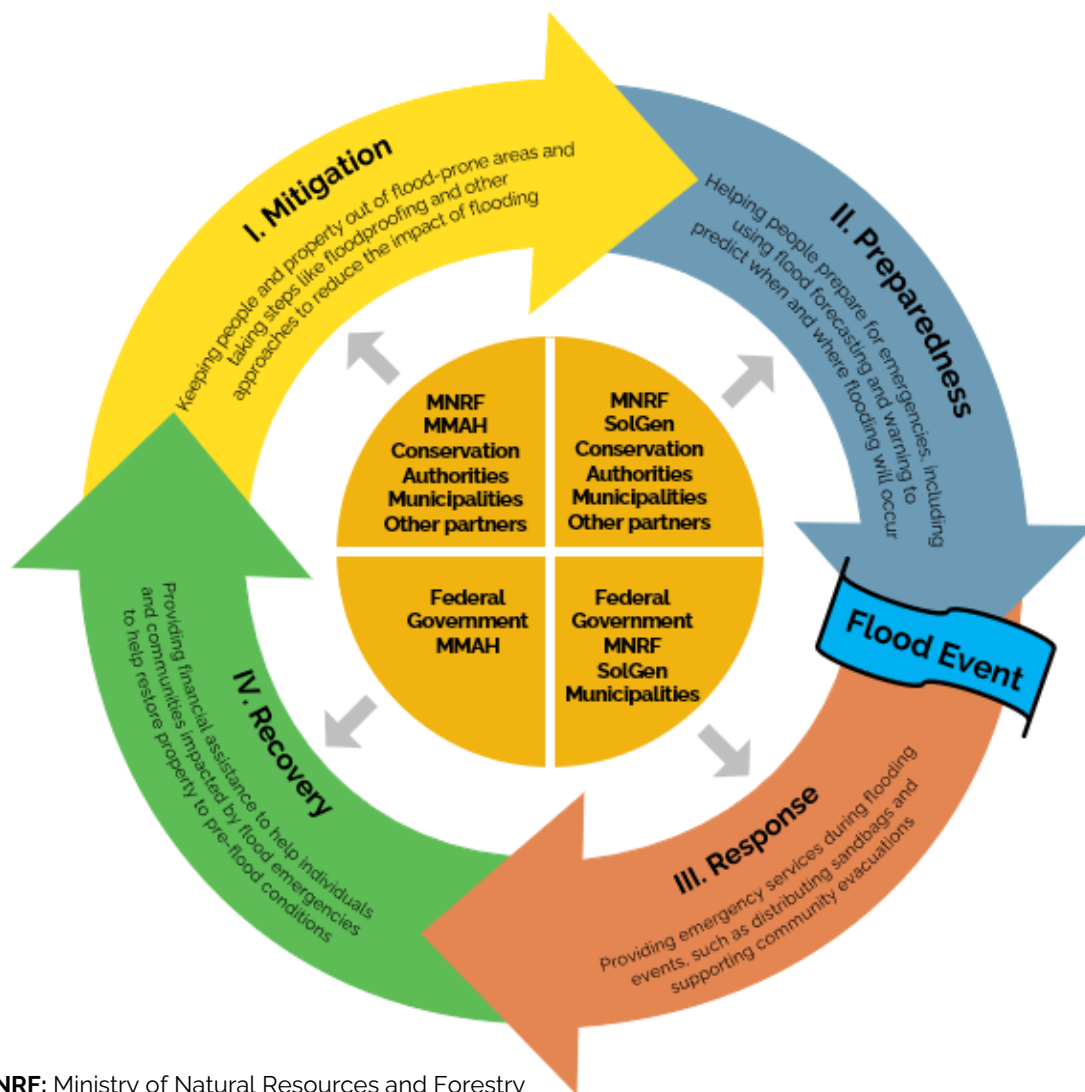 I. Mitigation
Keeping people and property out of flood-prone areas and
taking steps like floodproofing and other
approaches to reduce the impact of flooding
II. Preparedness
Helping people prepare for emergencies, including
using flood forecasting and warning to
predict when and where flooding will occur
MNRF
MMAH
Conservation
Authorities
Municipalities
Other partners
MNRF
SolGen
Conservation
Authorities
Municipalities
Other partners
Federal
Government
MMAH
Federal
Government
MNRF
SolGen
Municipalities
Flood Event
III. Response
Providing emergency services during flooding
events, such as distributing sandbags and
supporting community evacuations
IV. Recovery
Providing financial assistance to help individuals
and communities impacted by flood emergencies
to help restore property to pre-flood conditions
NRF: Ministry of Natural Resources and Forestry